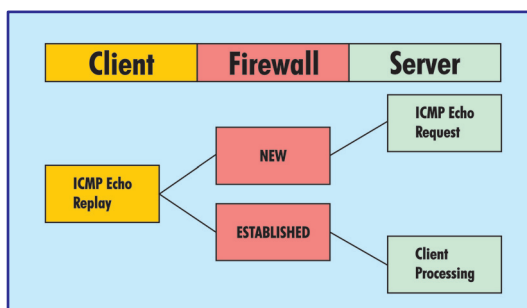 Client Firewall Server
ICMP Echo
Request
NEW
ICMP Echo
Replay
ESTABLISHED
Client
Processing